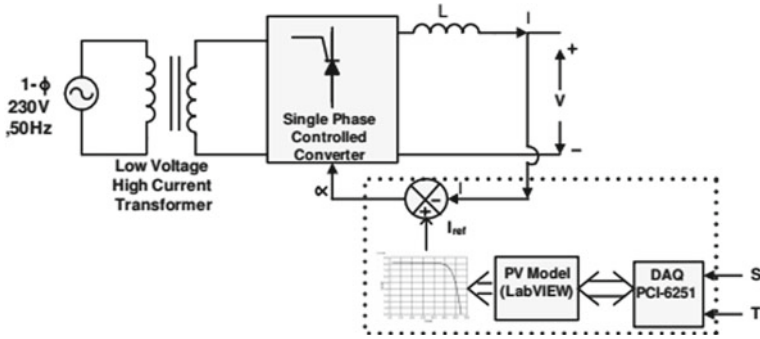 L
I
1-ϕ
230V
,50Hz
Single Phase
Controlled
Converter
+
V
-
Low Voltage
High Current
Transformer
∝
-
I
+
Iref
PV Model
(LabVIEW)
DAQ
PCI-6251
S
T